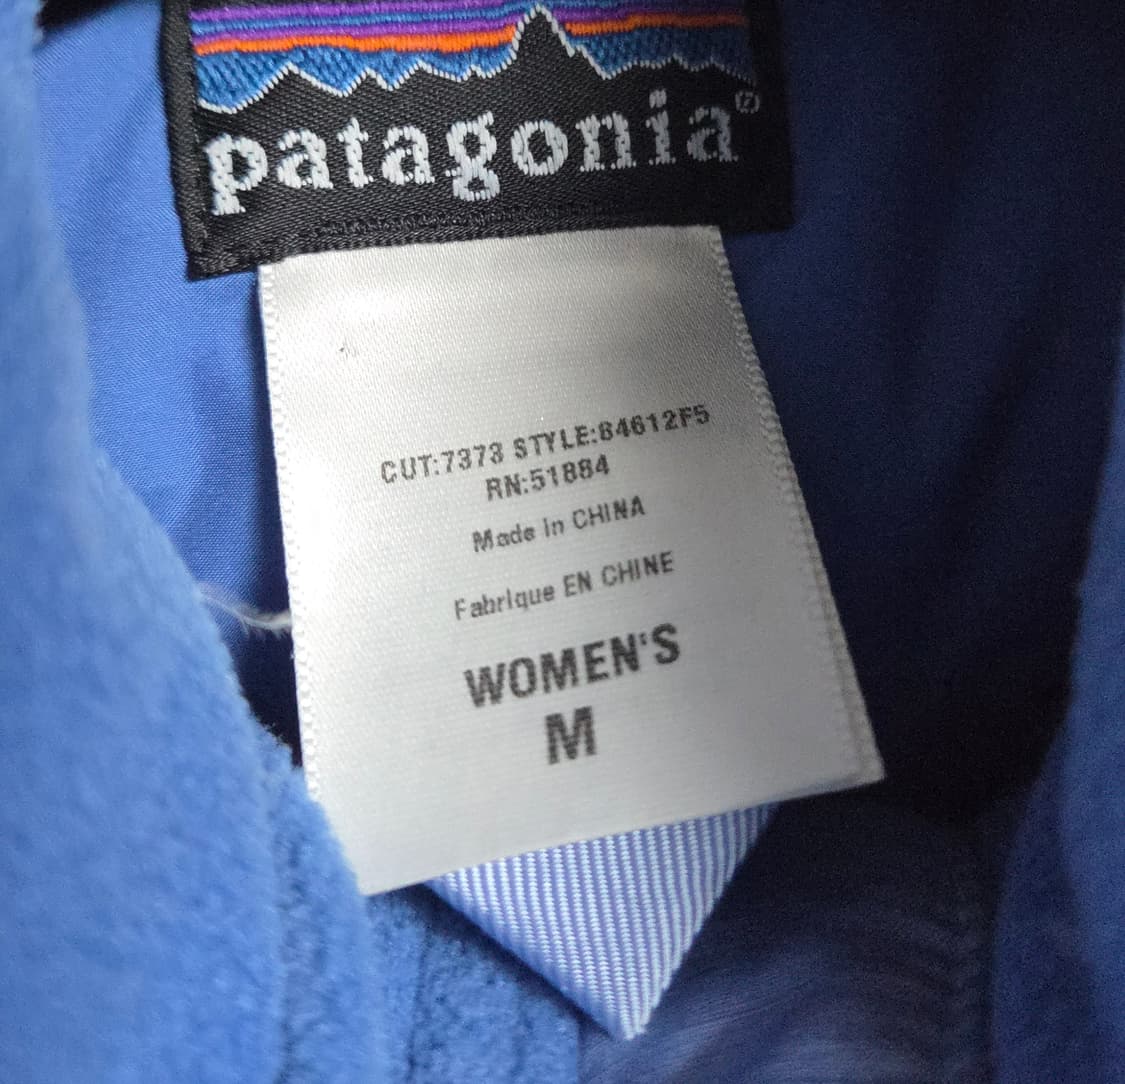 patagonia®
CUT:7373 STYLE:84612F5
RN:51884
Made In CHINA
Fabrique EN CHINE
WOMEN'S
M